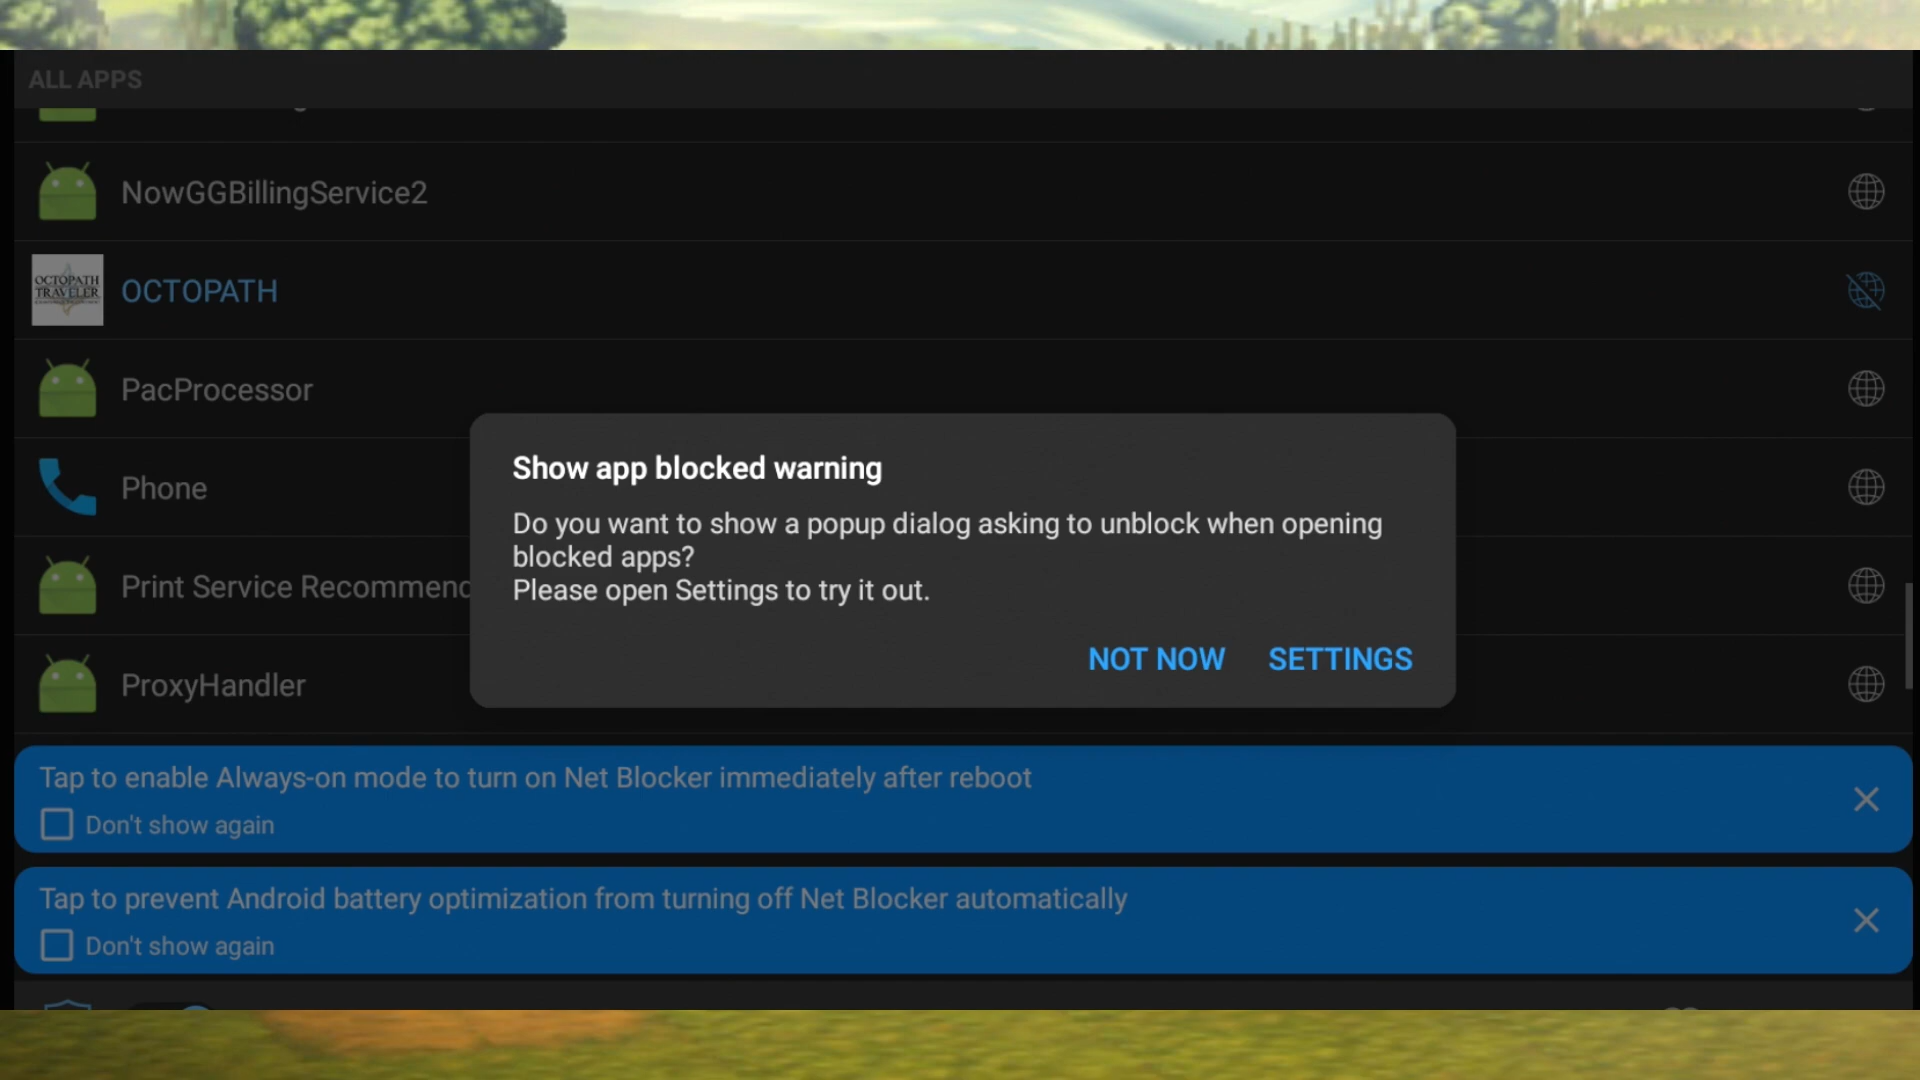 ALL APPS
NowGGBillingService2
OCTOPATH
TRAVELER
OCTOPATH
PacProcessor
Phone
Print Service Recommend
ProxyHandler
Show app blocked warning
Do you want to show a popup dialog asking to unblock when opening
blocked apps?
Please open Settings to try it out.
NOT NOW SETTINGS
Tap to enable Always-on mode to turn on Net Blocker immediately after reboot
Don't show again
Tap to prevent Android battery optimization from turning off Net Blocker automatically
Don't show again